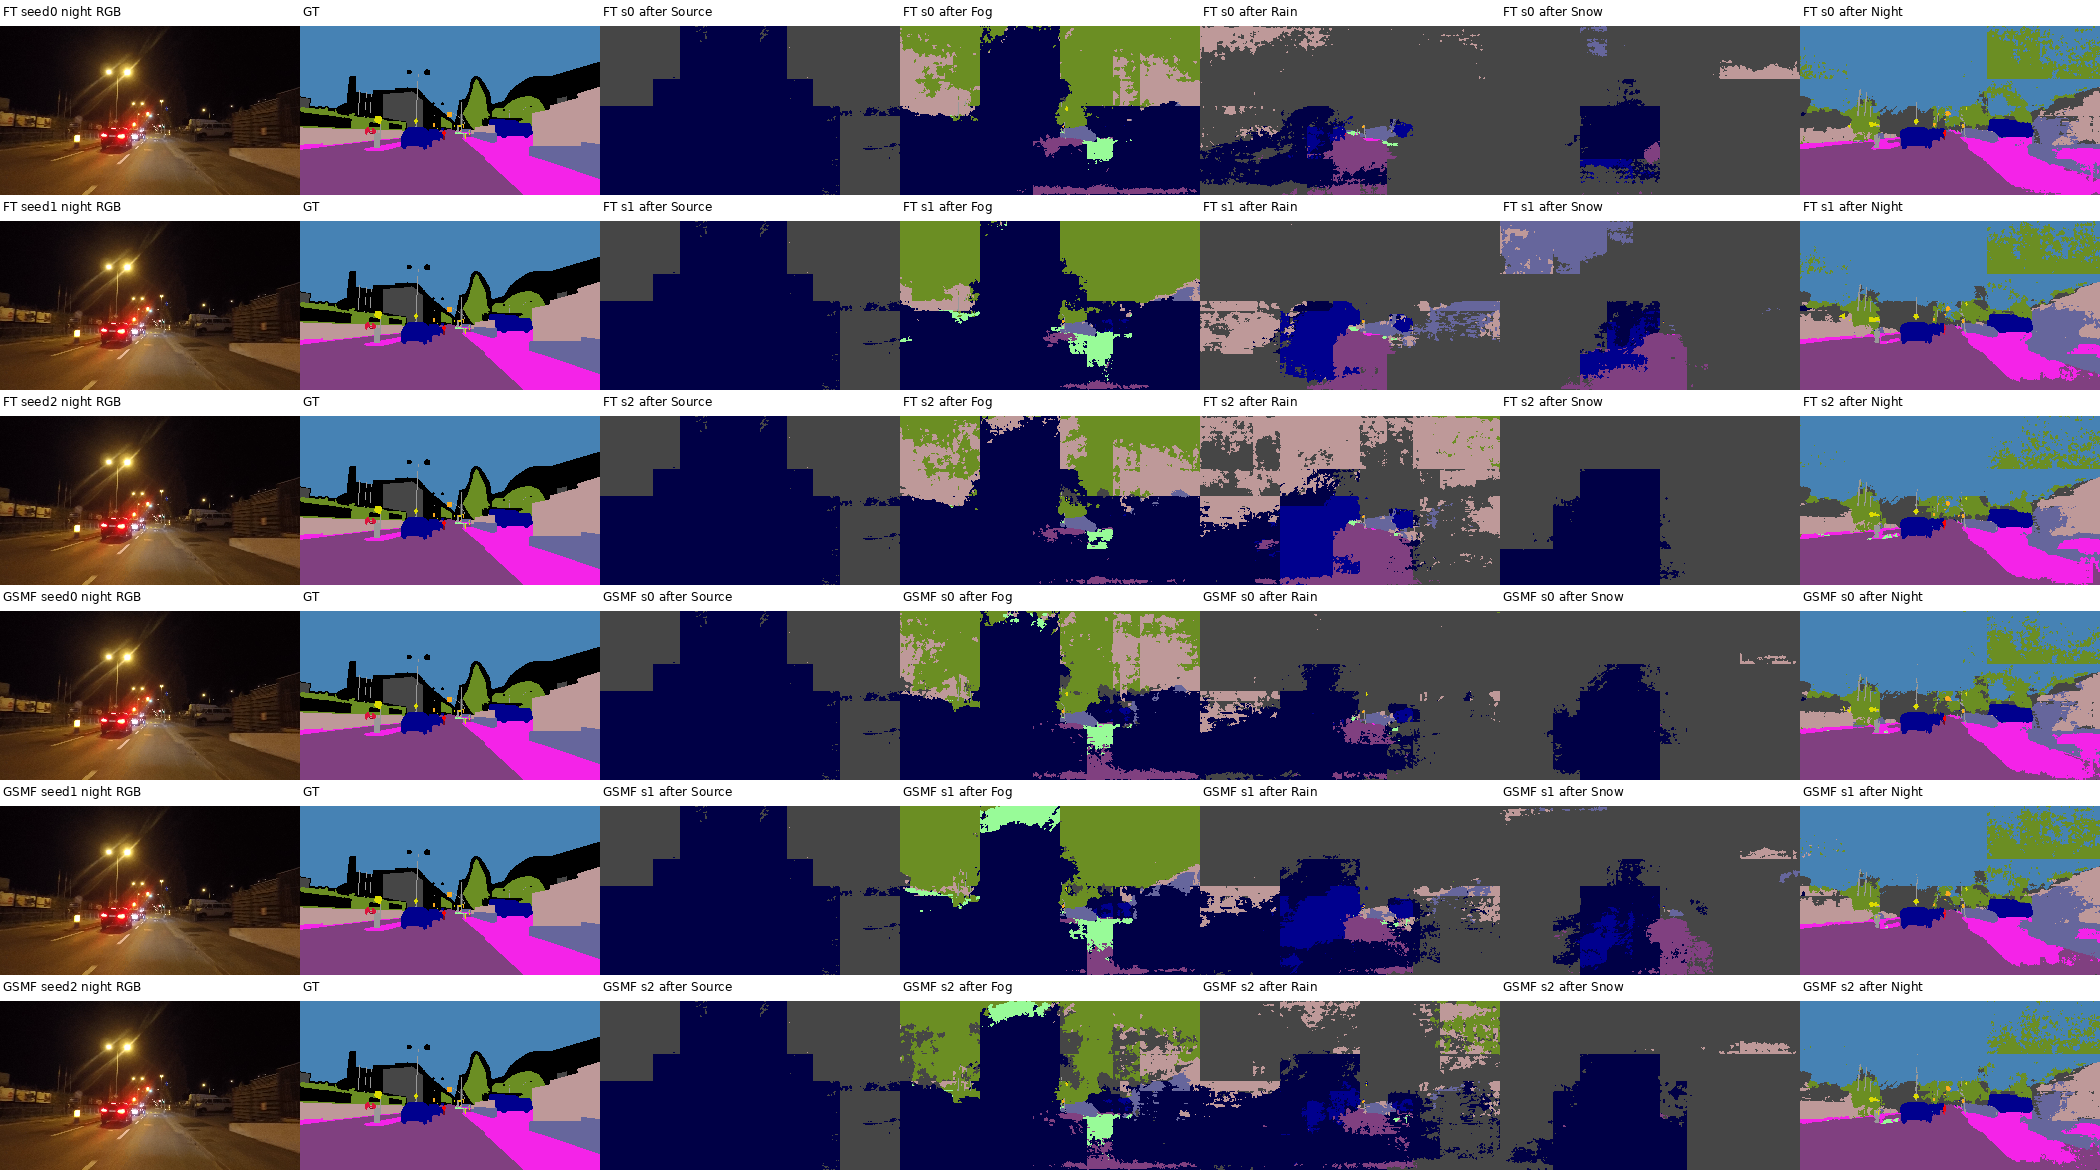 FT seed0 night RGB GT FT s0 after Source FT s0 after Fog FT s0 after Rain FT s0 after Snow FT s0 after Night
FT seed1 night RGB GT FT s1 after Source FT s1 after Fog FT s1 after Rain FT s1 after Snow FT s1 after Night
FT seed2 night RGB GT FT s2 after Source FT s2 after Fog FT s2 after Rain FT s2 after Snow FT s2 after Night
GSMF seed0 night RGB GT GSMF s0 after Source GSMF s0 after Fog GSMF s0 after Rain GSMF s0 after Snow GSMF s0 after Night
GSMF seed1 night RGB GT GSMF s1 after Source GSMF s1 after Fog GSMF s1 after Rain GSMF s1 after Snow GSMF s1 after Night
GSMF seed2 night RGB GT GSMF s2 after Source GSMF s2 after Fog GSMF s2 after Rain GSMF s2 after Snow GSMF s2 after Night